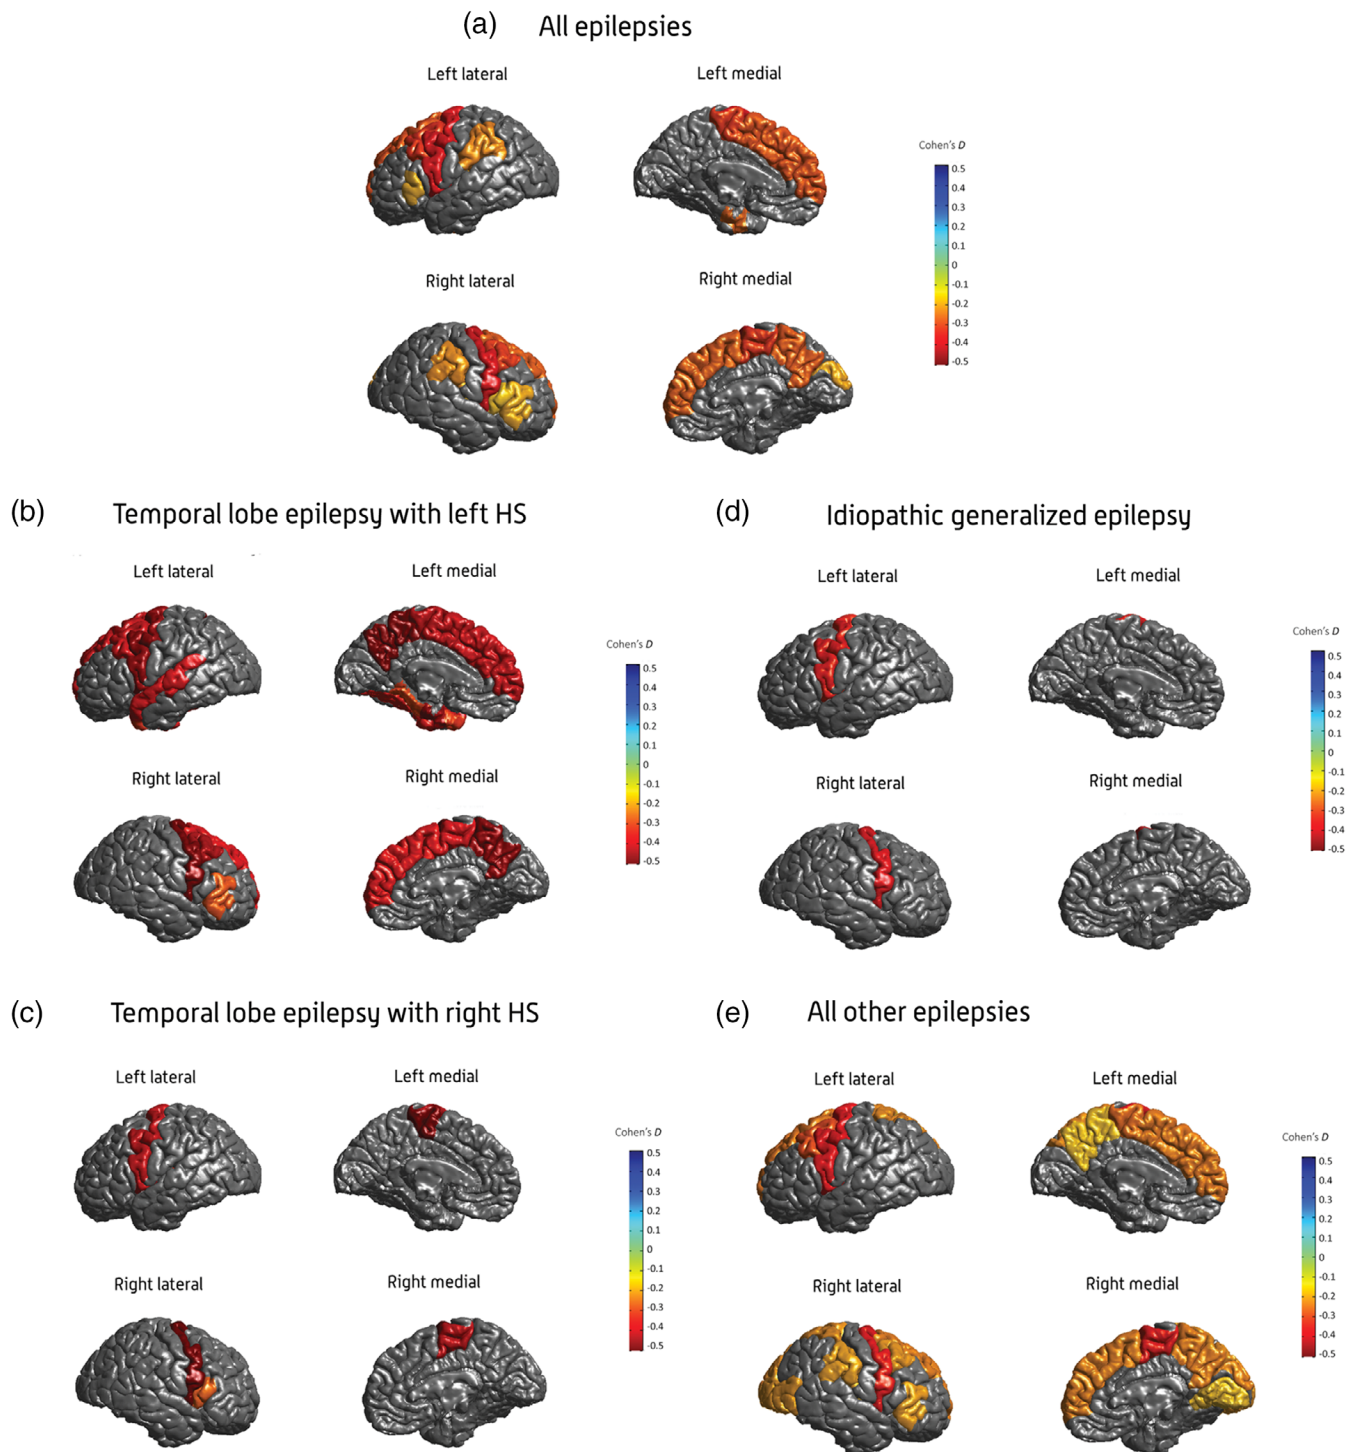 (a) All epilepsies
Left lateral
Left medial
Cohen's D
0.5
0.4
0.3
0.2
0.1
0
-0.1
-0.2
-0.3
-0.4
-0.5
Right lateral
Right medial
(b) Temporal lobe epilepsy with left HS
Left lateral
Left medial
Cohen's D
0.5
0.4
0.3
0.2
0.1
0
-0.1
-0.2
-0.3
-0.4
-0.5
Right lateral
Right medial
(d) Idiopathic generalized epilepsy
Left lateral
Left medial
Cohen's D
0.5
0.4
0.3
0.2
0.1
0
-0.1
-0.2
-0.3
-0.4
-0.5
Right lateral
Right medial
(c) Temporal lobe epilepsy with right HS
Left lateral
Left medial
Cohen's D
0.5
0.4
0.3
0.2
0.1
0
-0.1
-0.2
-0.3
-0.4
-0.5
Right lateral
Right medial
(e) All other epilepsies
Left lateral
Left medial
Cohen's D
0.5
0.4
0.3
0.2
0.1
0
-0.1
-0.2
-0.3
-0.4
-0.5
Right lateral
Right medial